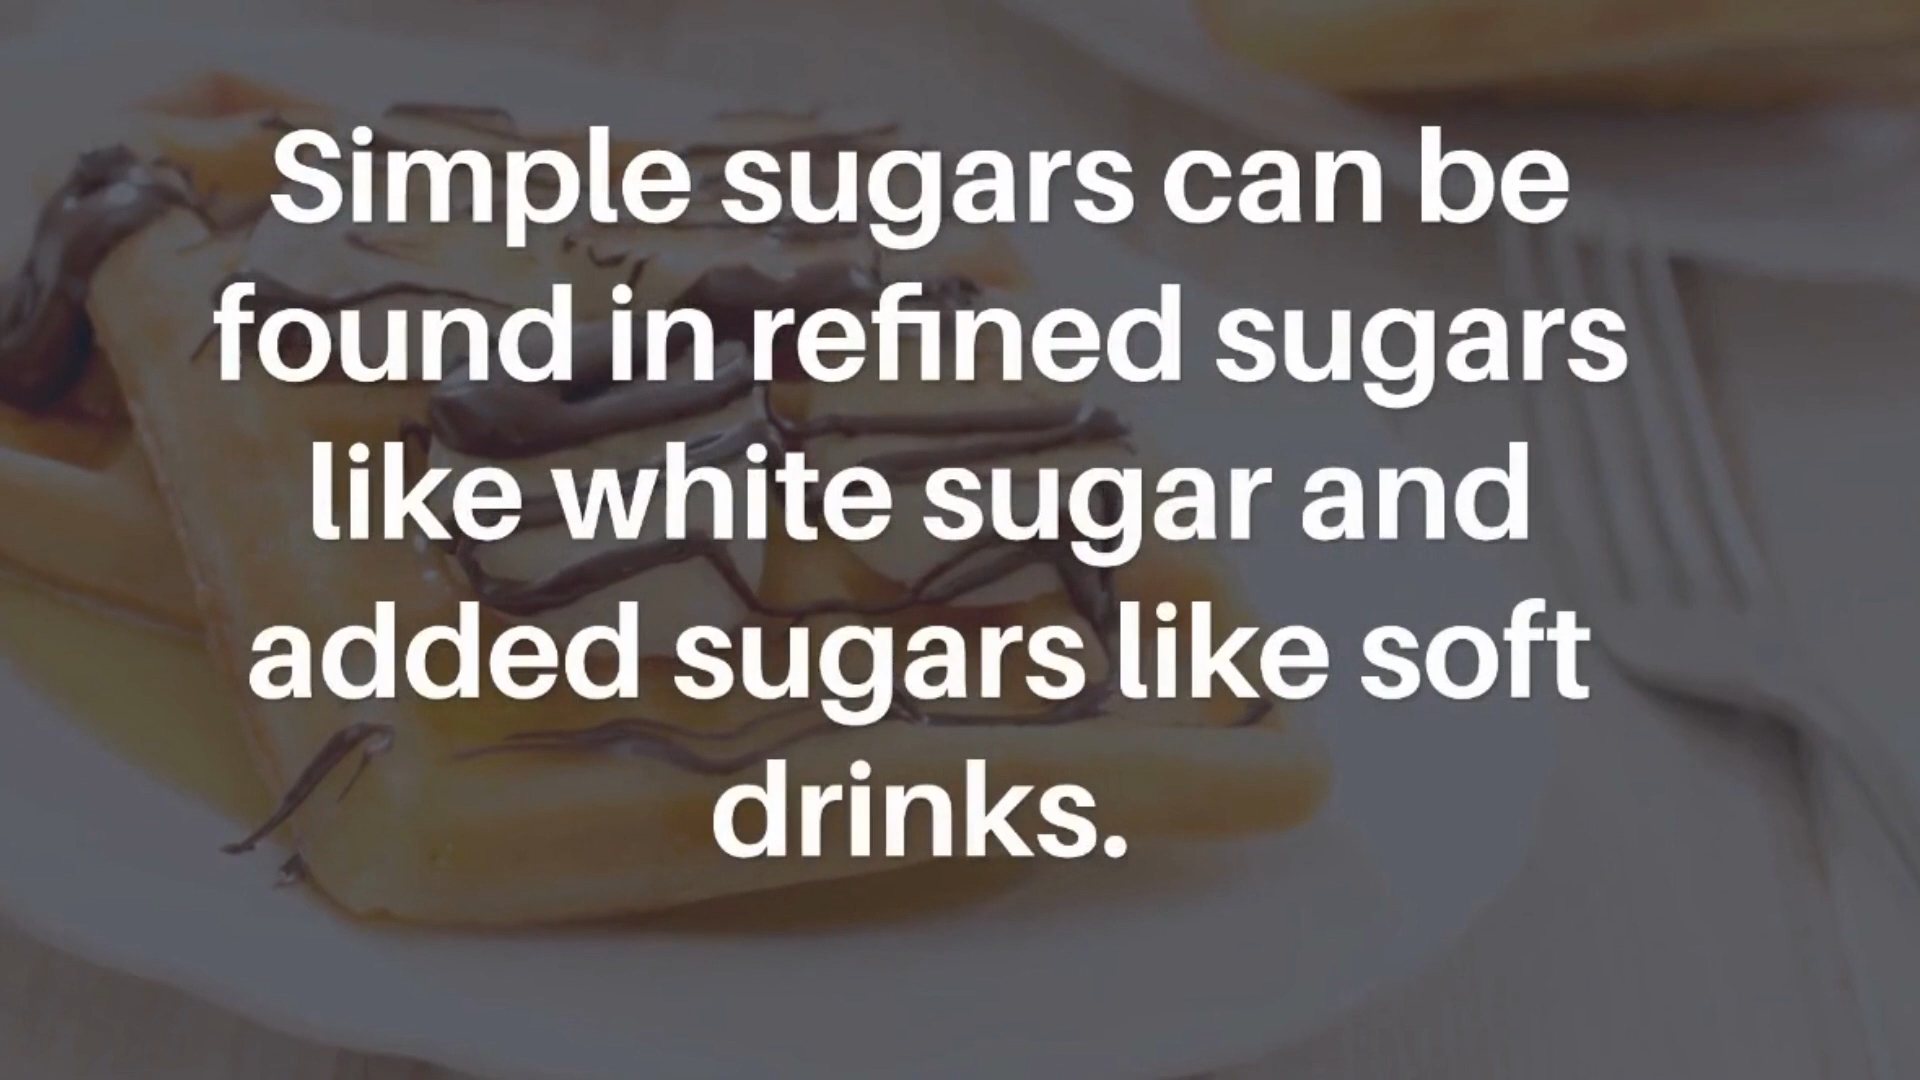 Simple sugars can be
found in refined sugars
like white sugar and
added sugars like soft
drinks.